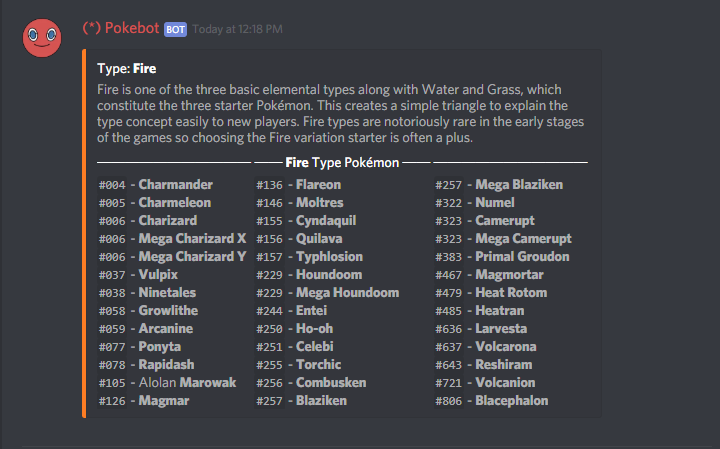 (*) Pokebot BOT Today at 12:18 PM
Type: Fire
Fire is one of the three basic elemental types along with Water and Grass, which
constitute the three starter Pokémon. This creates a simple triangle to explain the
type concept easily to new players. Fire types are notoriously rare in the early stages
of the games so choosing the Fire variation starter is often a plus.
Fire Type Pokémon
#004 - Charmander
#005 - Charmeleon
#006 - Charizard
#006 - Mega Charizard X
#006 - Mega Charizard Y
#037 - Vulpix
#038 - Ninetales
#058 - Growlithe
#059 - Arcanine
#077 - Ponyta
#078 - Rapidash
#105 - Alolan Marowak
#126 - Magmar
#136 - Flareon
#146 - Moltres
#155 - Cyndaquil
#156 - Quilava
#157 - Typhlosion
#229 - Houndoom
#229 - Mega Houndoom
#244 - Entei
#250 - Ho-oh
#251 - Celebi
#255 - Torchic
#256 - Combusken
#257 - Blaziken
#257 - Mega Blaziken
#322 - Numel
#323 - Camerupt
#323 - Mega Camerupt
#383 - Primal Groudon
#467 - Magmortar
#479 - Heat Rotom
#485 - Heatran
#636 - Larvesta
#637 - Volcarona
#643 - Reshiram
#721 - Volcanion
#806 - Blacephalon